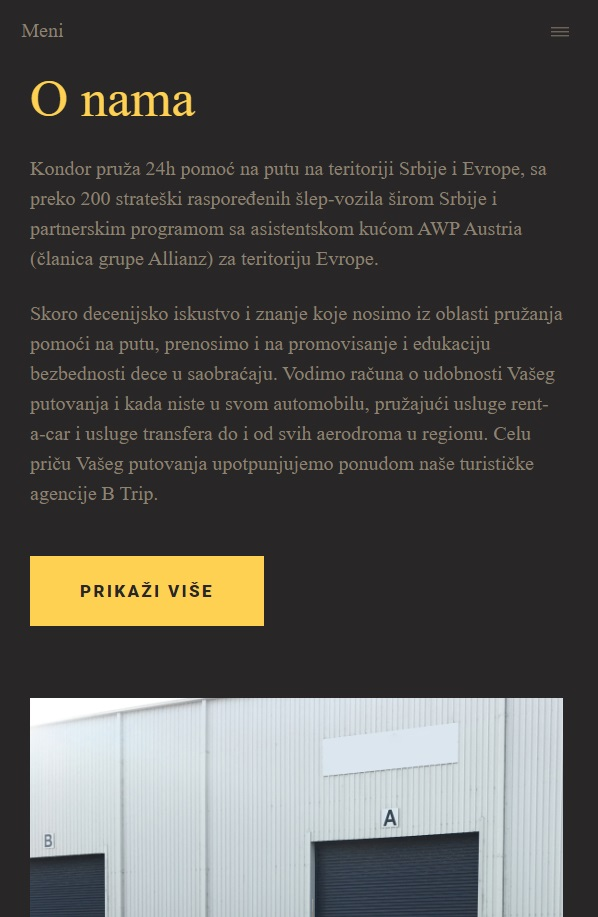 Meni
O nama
Kondor pruža 24h pomoć na putu na teritoriji Srbije i Evrope, sa
preko 200 strateški raspoređenih šlep-vozila širom Srbije i
partnerskim programom sa asistentskom kućom AWP Austria
(članica grupe Allianz) za teritoriju Evrope.
Skoro decenijsko iskustvo i znanje koje nosimo iz oblasti pružanja
pomoći na putu, prenosimo i na promovisanje i edukaciju
bezbednosti dece u saobraćaju. Vodimo računa o udobnosti Vašeg
putovanja i kada niste u svom automobilu, pružajući usluge rent-
a-car i usluge transfera do i od svih aerodroma u regionu. Celu
priču Vašeg putovanja upotpunjujemo ponudom naše turističke
agencije B Trip.
PRIKAŽI VIŠE
A
B